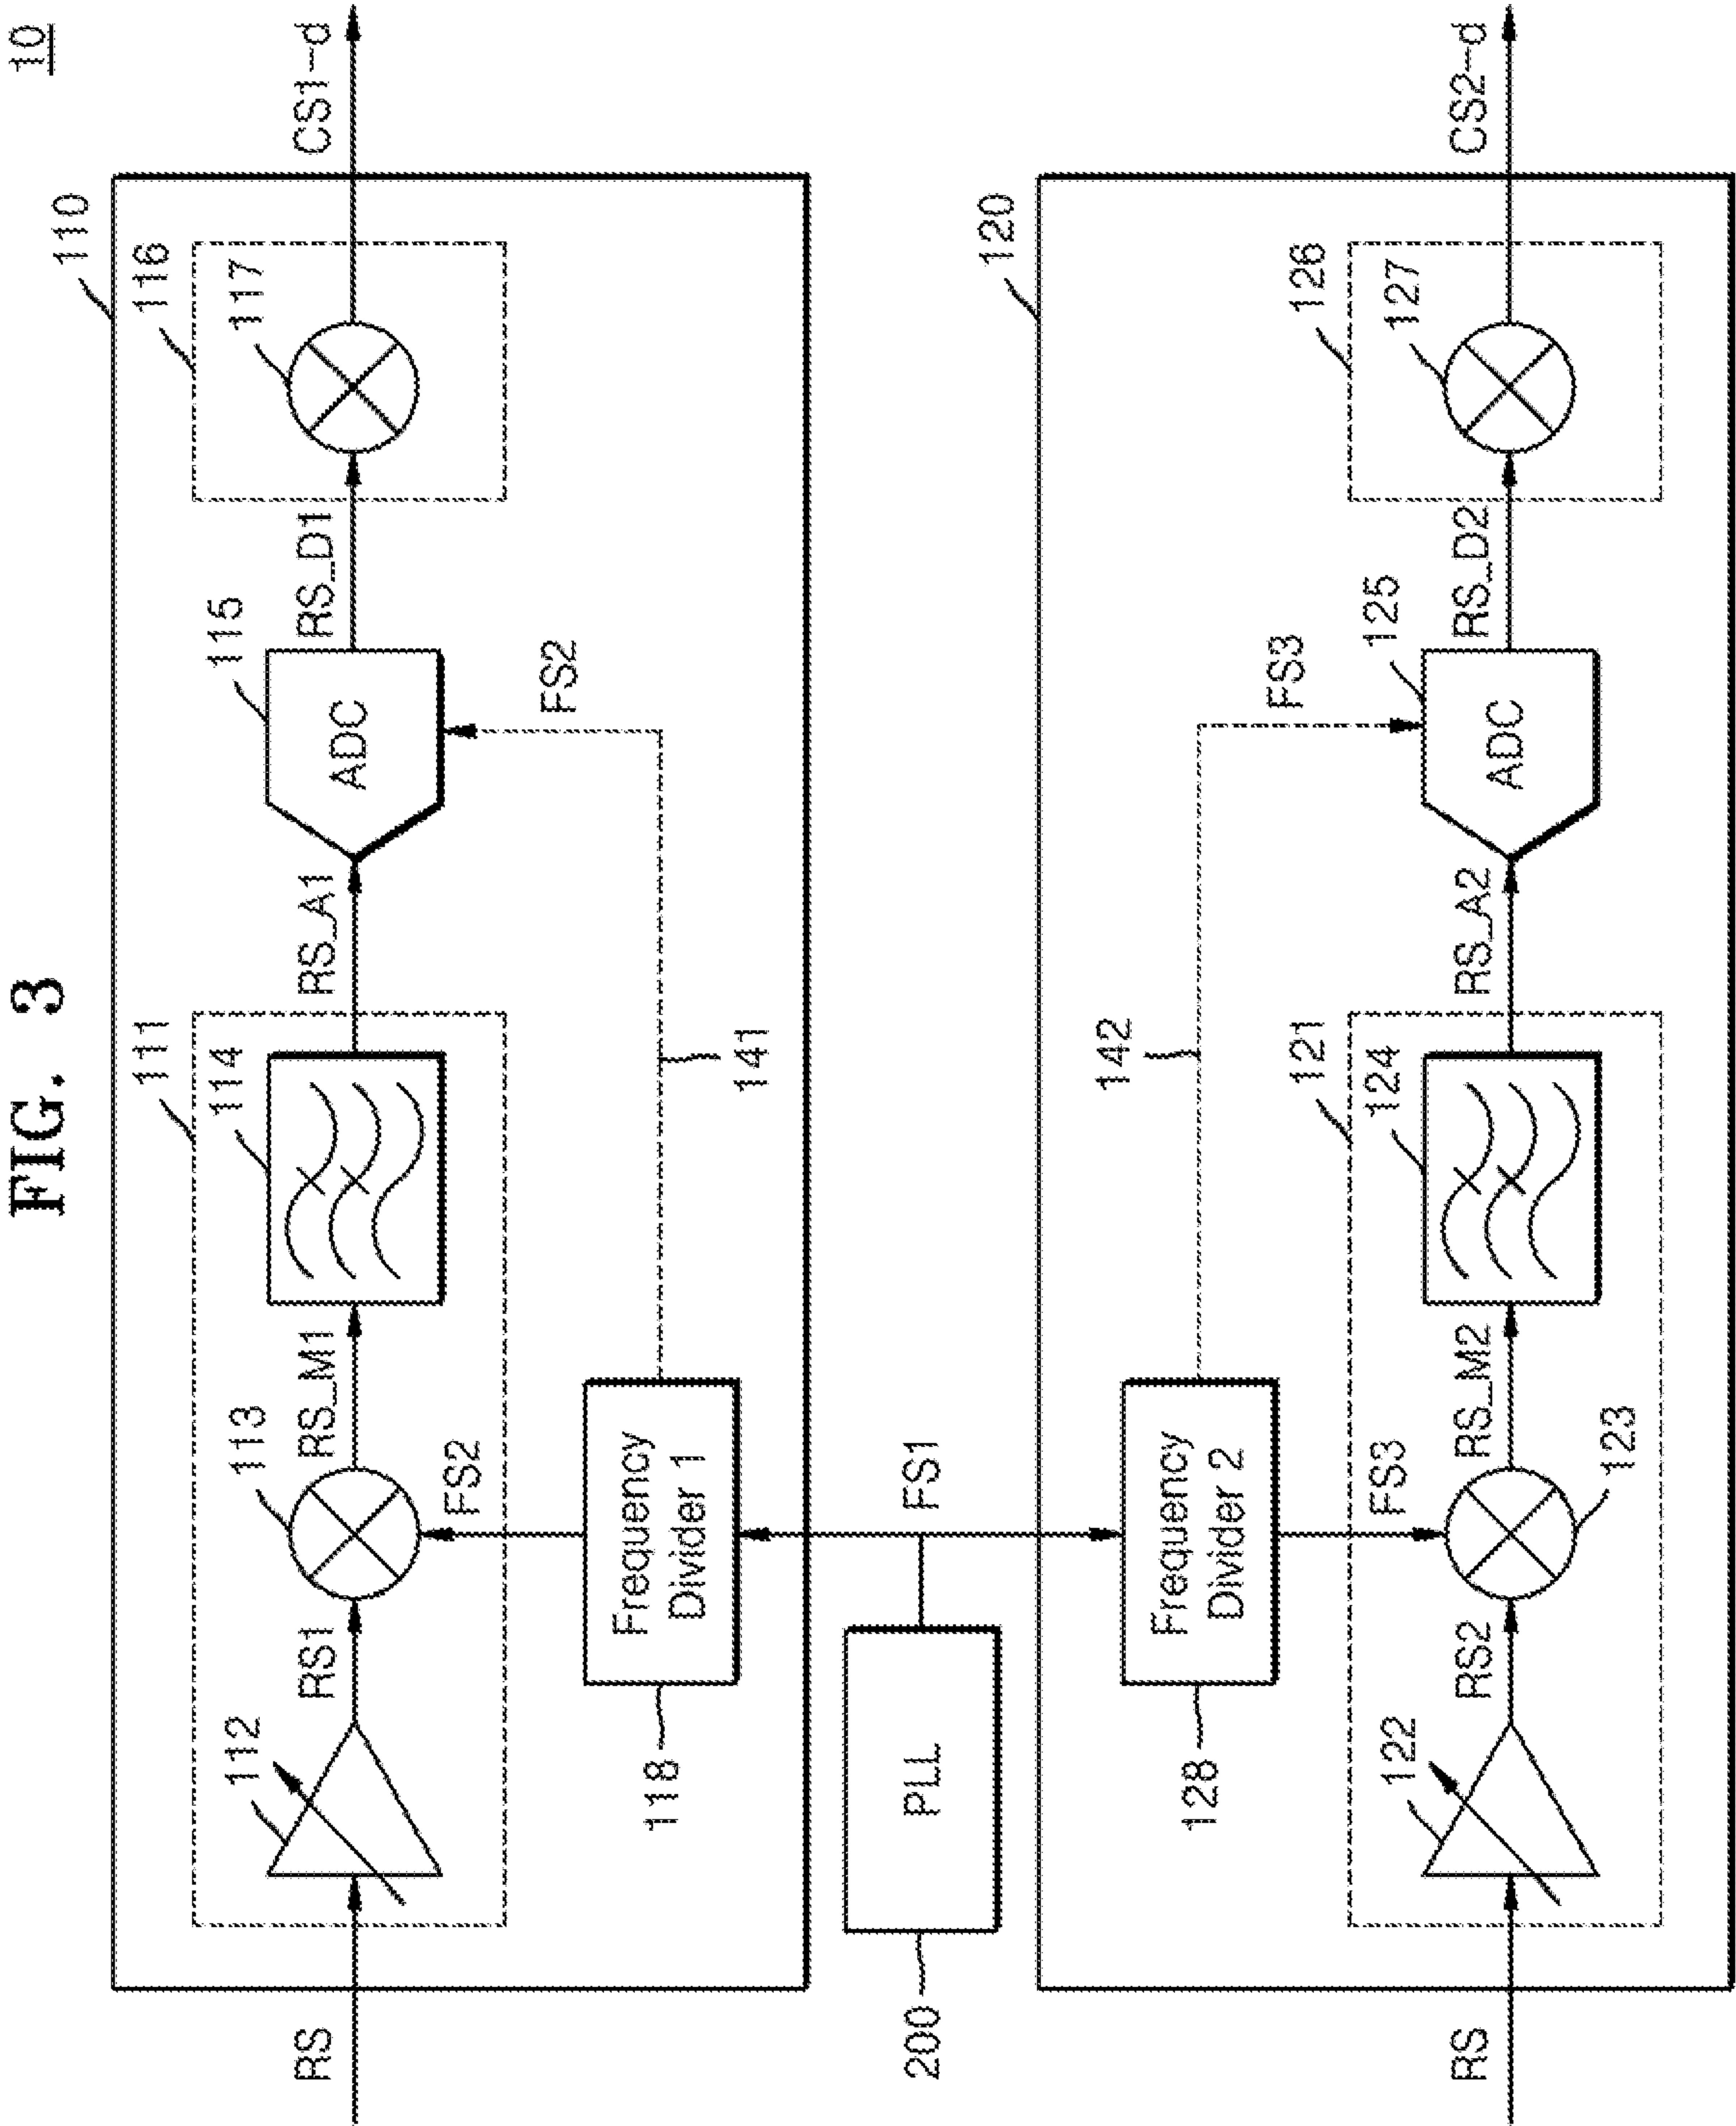 FIG. 3
10
110
111
116
112
113
114
115
117
RS
RS1
RS_M1
RS_A1
RS_D1
CS1-d
ADC
FS2
FS2
Frequency
Divider 1
118
141
PLL
200
FS1
120
Frequency
Divider 2
128
142
FS3
FS3
121
126
122
124
125
127
RS
RS2
RS_M2
RS_A2
RS_D2
CS2-d
ADC
123